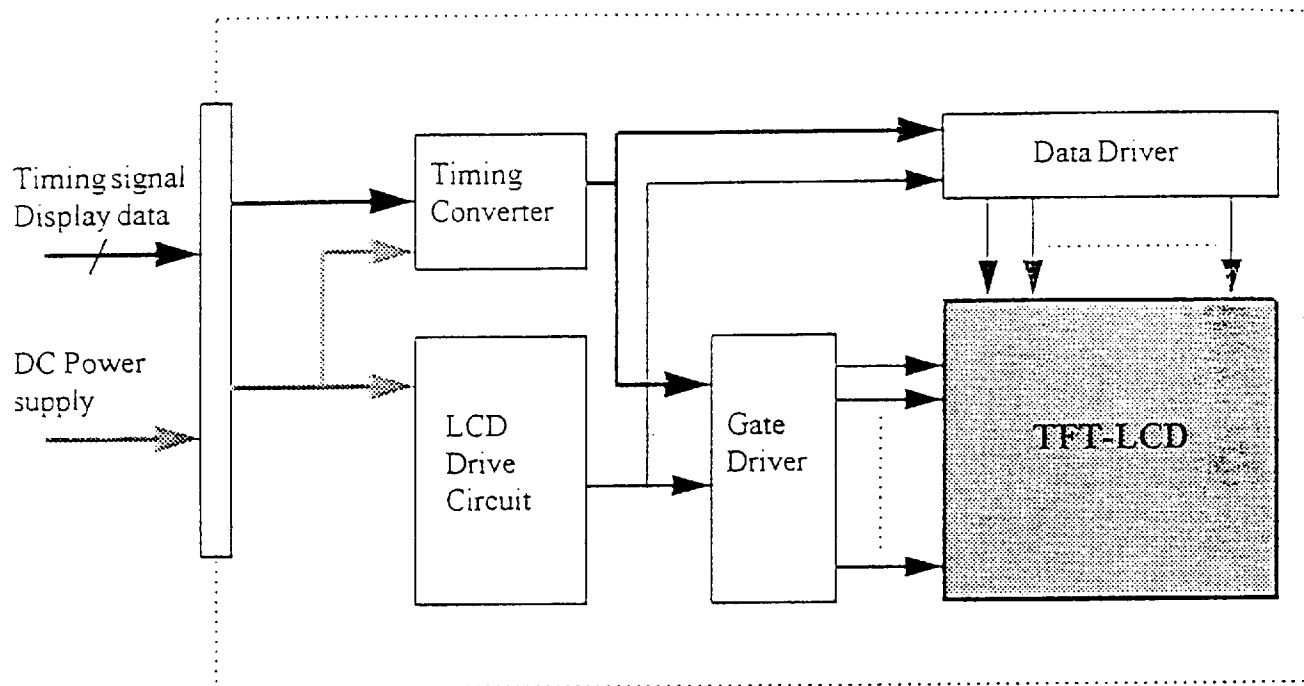 Timing signal
Display data
DC Power
supply
Timing
Converter
LCD
Drive
Circuit
Gate
Driver
Data Driver
TFT-LCD